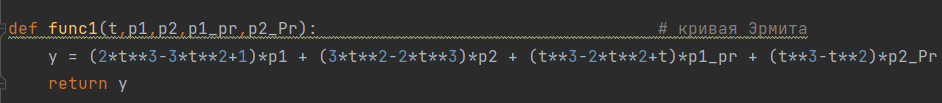 def func1(t,p1,p2,p1_pr,p2_Pr): # кривая Эрмита
y = (2*t**3-3*t**2+1)*p1 + (3*t**2-2*t**3)*p2 + (t**3-2*t**2+t)*p1_pr + (t**3-t**2)*p2_Pr
return y